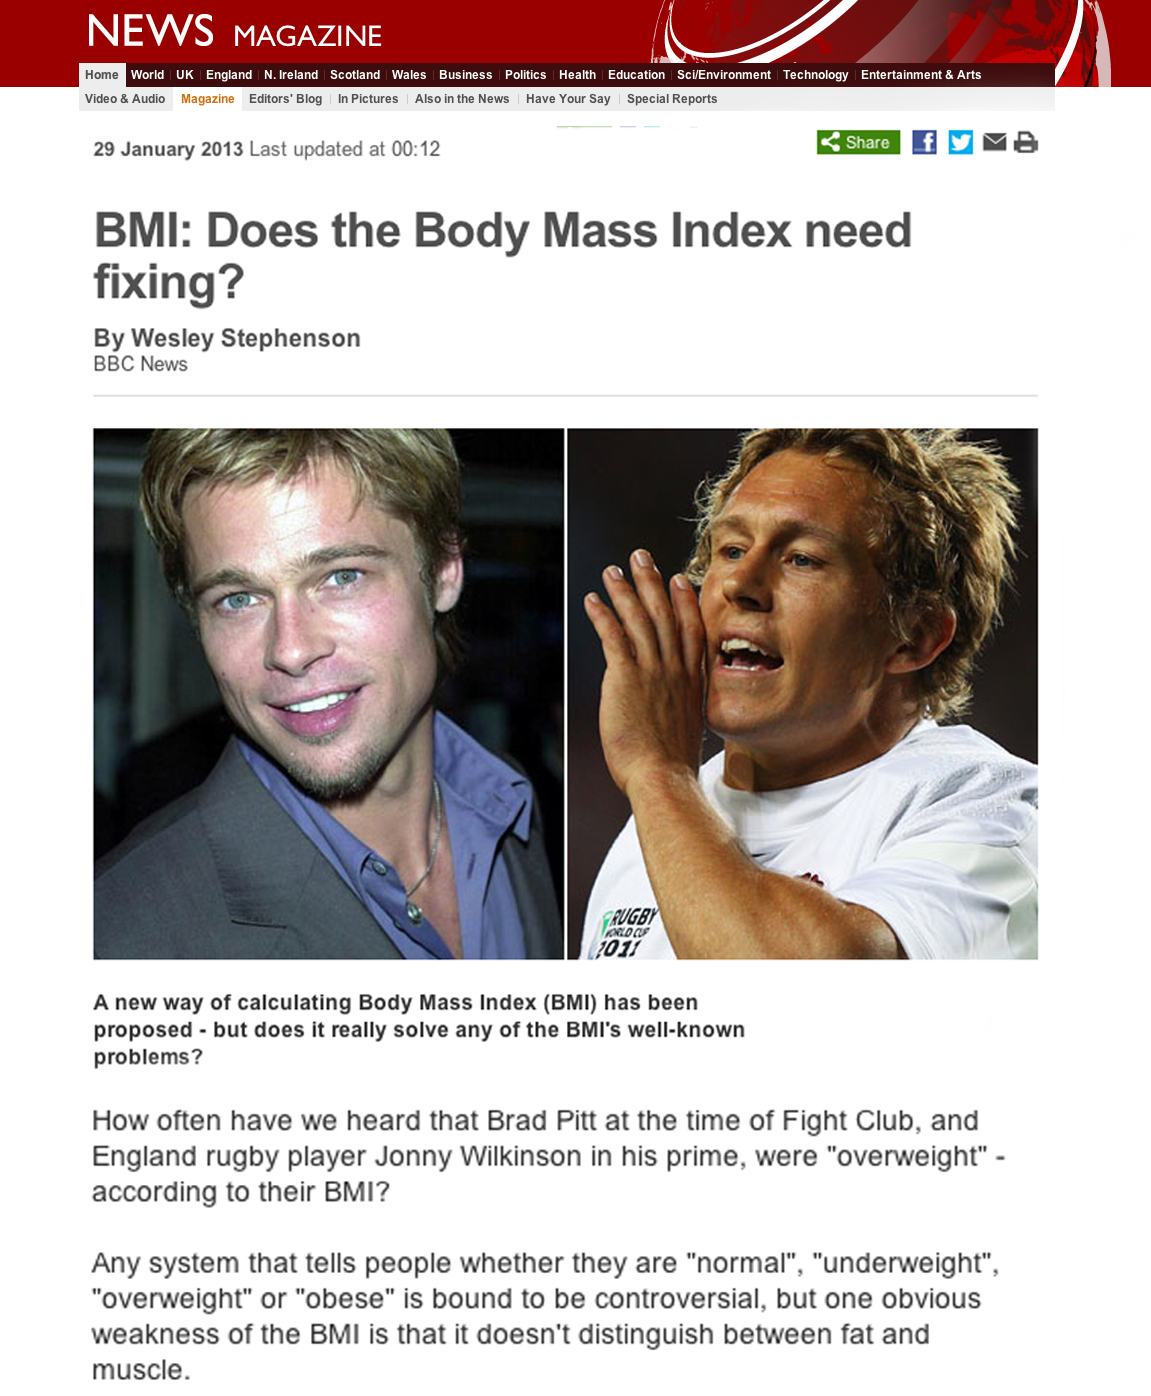 NEWS MAGAZINE
Home World UK England N. Ireland Scotland Wales Business Politics Health Education Sci/Environment Technology Entertainment & Arts
Video & Audio Magazine Editors' Blog In Pictures Also in the News Have Your Say Special Reports
29 January 2013 Last updated at 00:12
Share
BMI: Does the Body Mass Index need
fixing?
By Wesley Stephenson
BBC News
RUGBY
WORLD CUP
2011
A new way of calculating Body Mass Index (BMI) has been
proposed - but does it really solve any of the BMI's well-known
problems?
How often have we heard that Brad Pitt at the time of Fight Club, and
England rugby player Jonny Wilkinson in his prime, were "overweight" -
according to their BMI?
Any system that tells people whether they are "normal", "underweight",
"overweight" or "obese" is bound to be controversial, but one obvious
weakness of the BMI is that it doesn't distinguish between fat and
muscle.